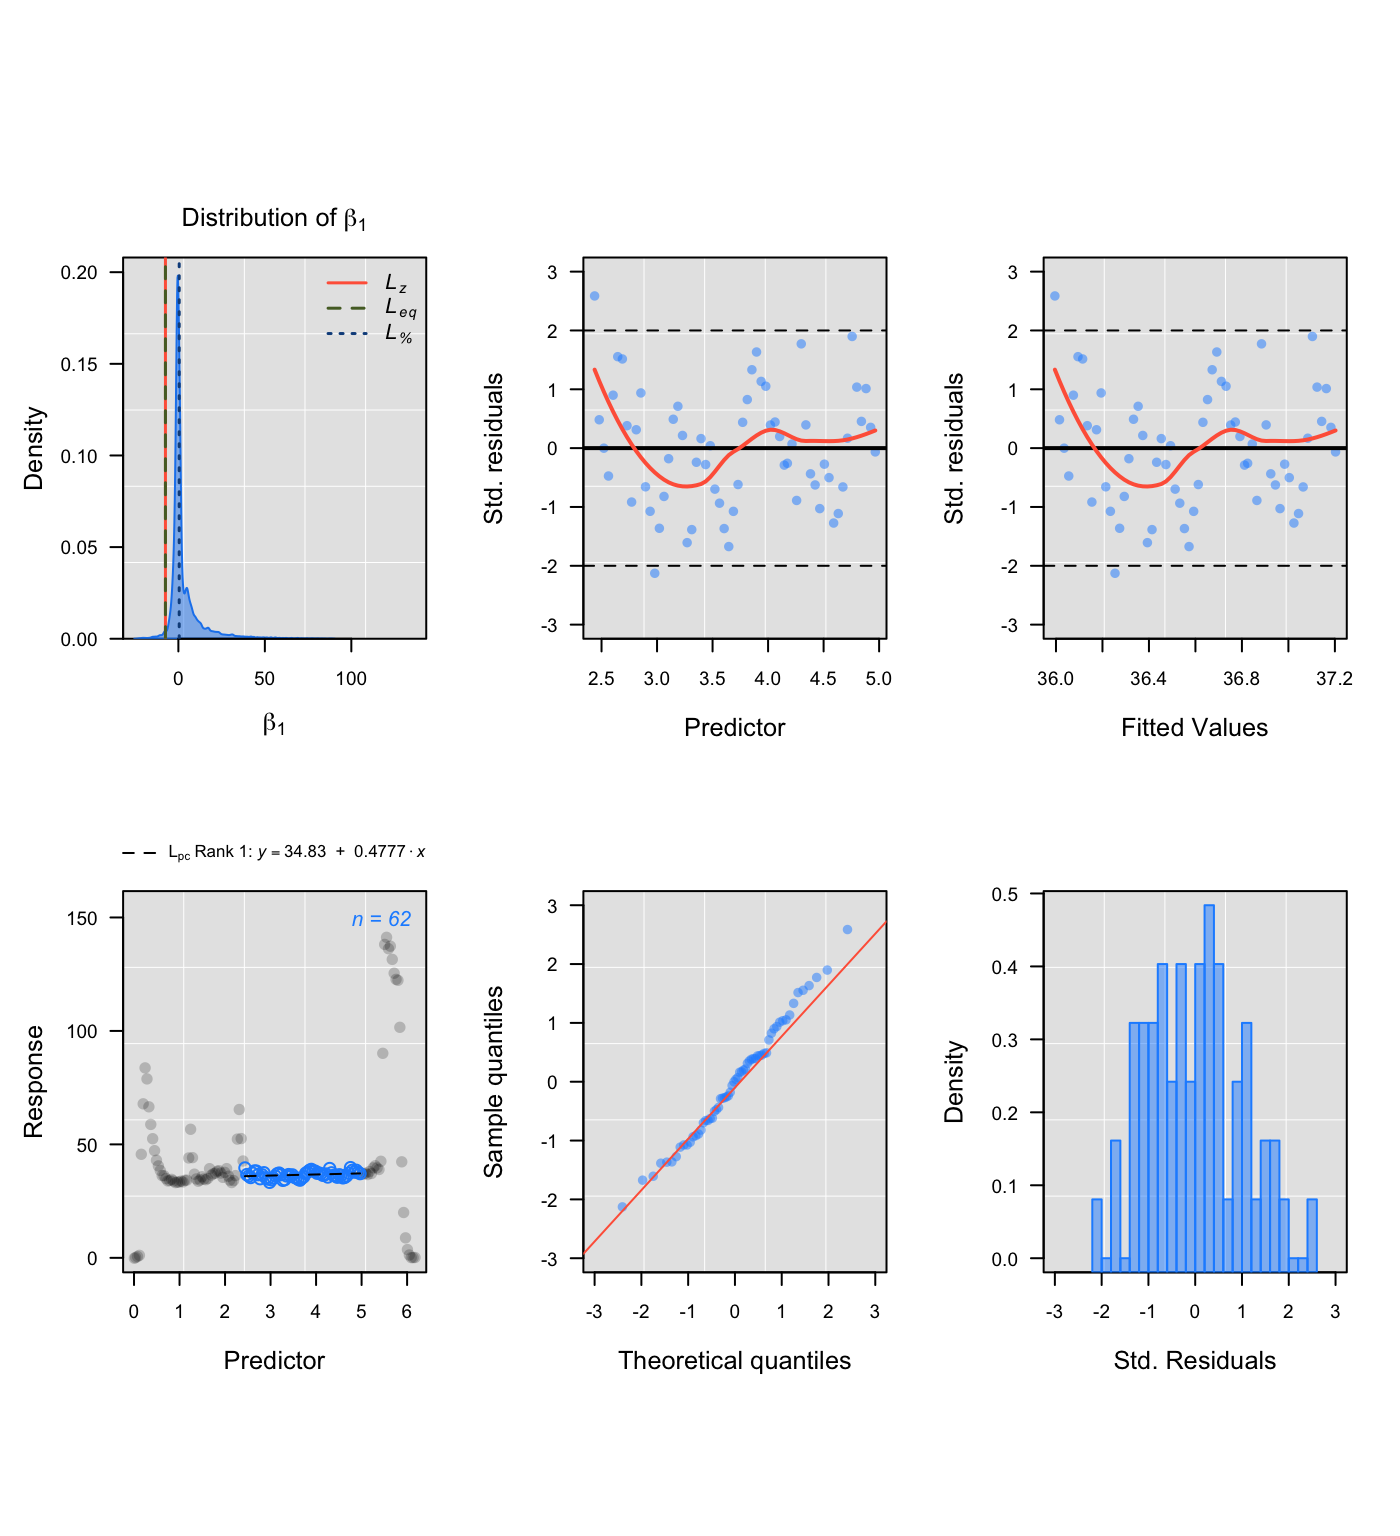 Distribution of β1
Density
0.20
0.15
0.10
0.05
0.00
Lz
Leq
L%
0 50 100
β1
Std. residuals
3
2
1
0
-1
-2
-3
2.5 3.0 3.5 4.0 4.5 5.0
Predictor
Std. residuals
3
2
1
0
-1
-2
-3
36.0 36.4 36.8 37.2
Fitted Values
Lpc Rank 1: y = 34.83 + 0.4777 · x
Response
150
100
50
0
n = 62
0 1 2 3 4 5 6
Predictor
Sample quantiles
3
2
1
0
-1
-2
-3
-3 -2 -1 0 1 2 3
Theoretical quantiles
Density
0.5
0.4
0.3
0.2
0.1
0.0
-3 -2 -1 0 1 2 3
Std. Residuals